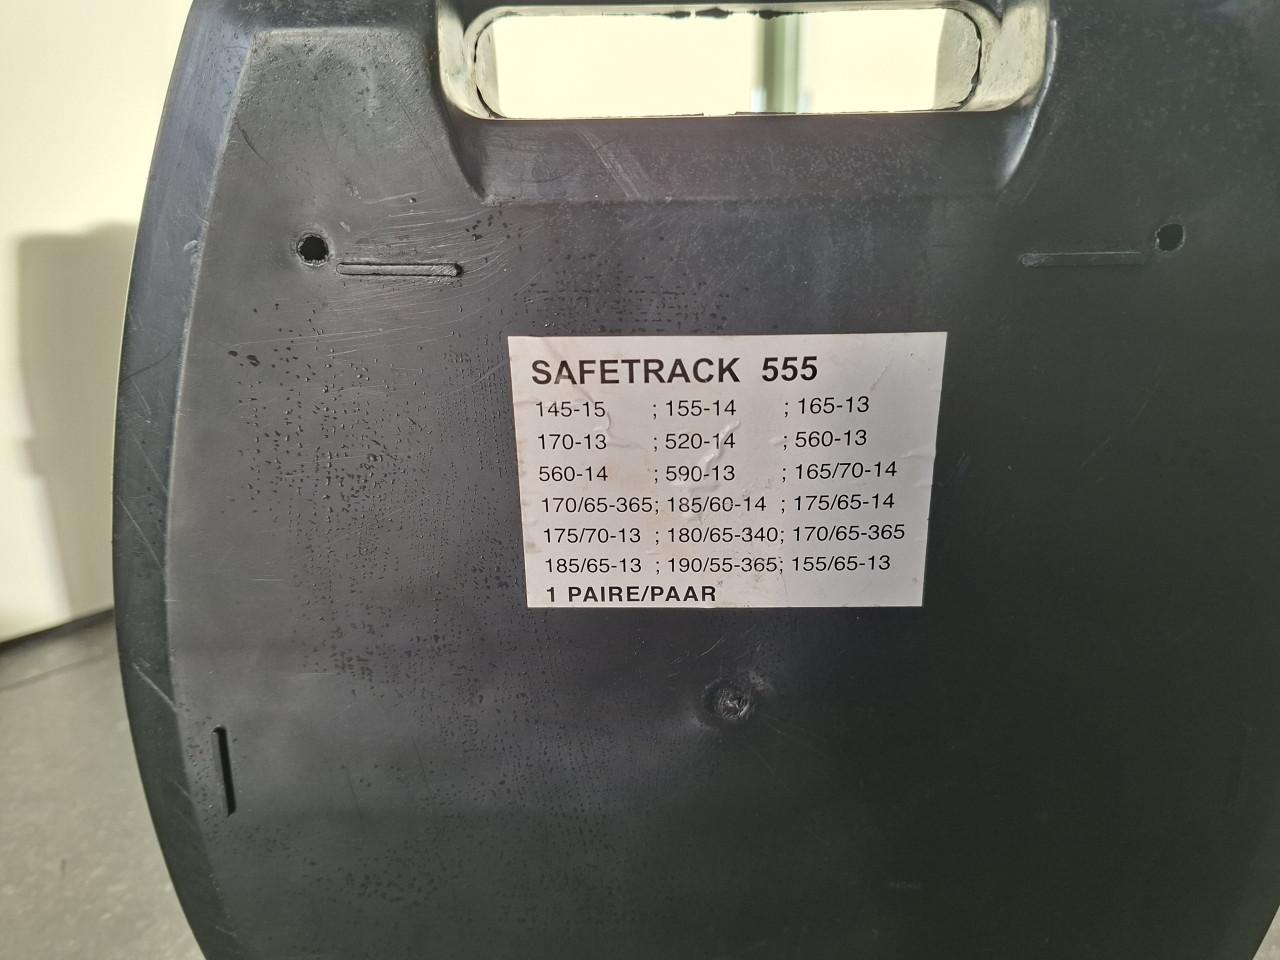 SAFETRACK 555
145-15 ; 155-14 ; 165-13
170-13 ; 520-14 ; 560-13
560-14 ; 590-13 ; 165/70-14
170/65-365; 185/60-14 ; 175/65-14
175/70-13 ; 180/65-340; 170/65-365
185/65-13 ; 190/55-365; 155/65-13
1 PAIRE/PAAR